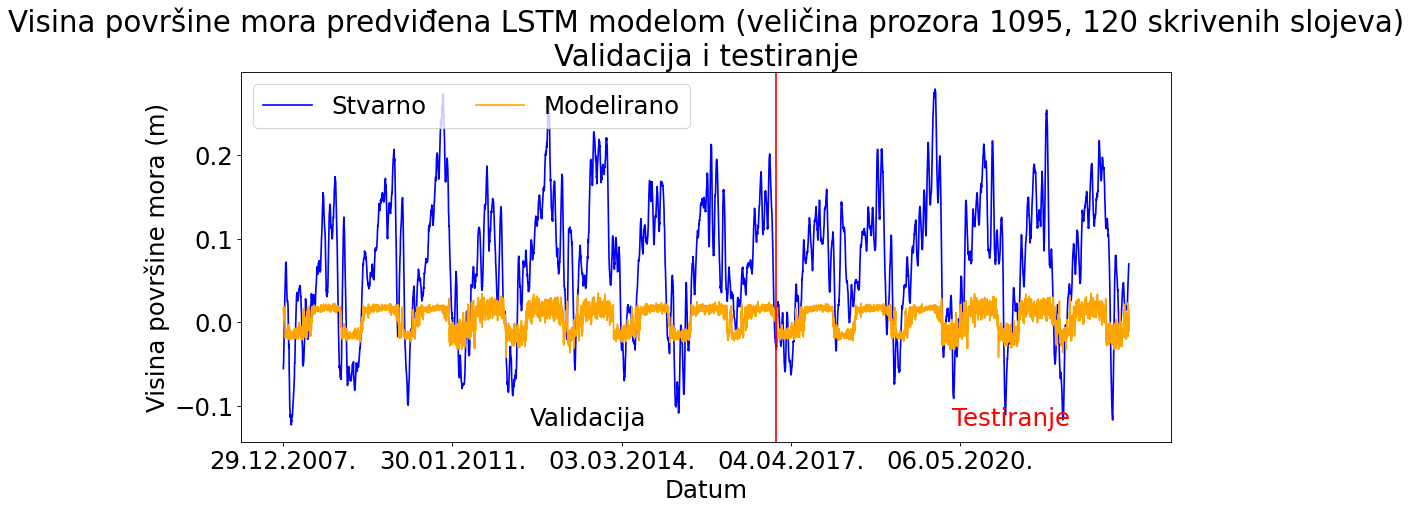 Visina površine mora predviđena LSTM modelom (veličina prozora 1095, 120 skrivenih slojeva)
Validacija i testiranje
Stvarno
Modelirano
Visina površine mora (m)
0.2
0.1
0.0
−0.1
Validacija
Testiranje
29.12.2007.
30.01.2011.
03.03.2014.
04.04.2017.
06.05.2020.
Datum